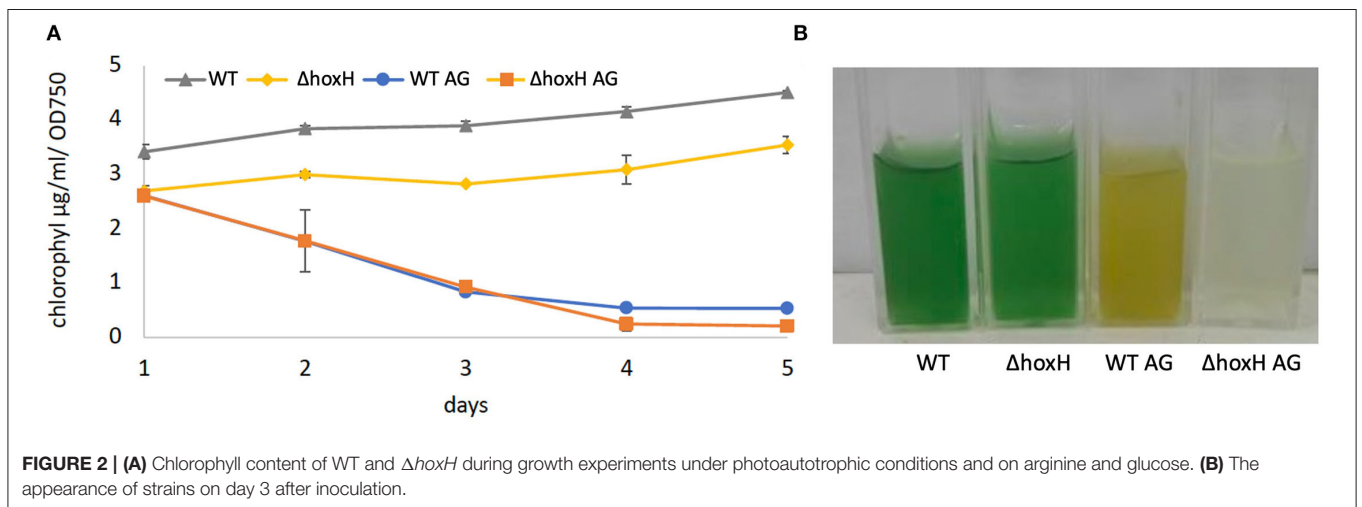 A
B
chlorophyl µg/ml/ OD750
5
4
3
2
1
0
WT ΔhoxH WT AG ΔhoxH AG
1 2 3 4 5
days
WT ΔhoxH WT AG ΔhoxH AG
FIGURE 2 | (A) Chlorophyll content of WT and ΔhoxH during growth experiments under photoautotrophic conditions and on arginine and glucose. (B) The
appearance of strains on day 3 after inoculation.